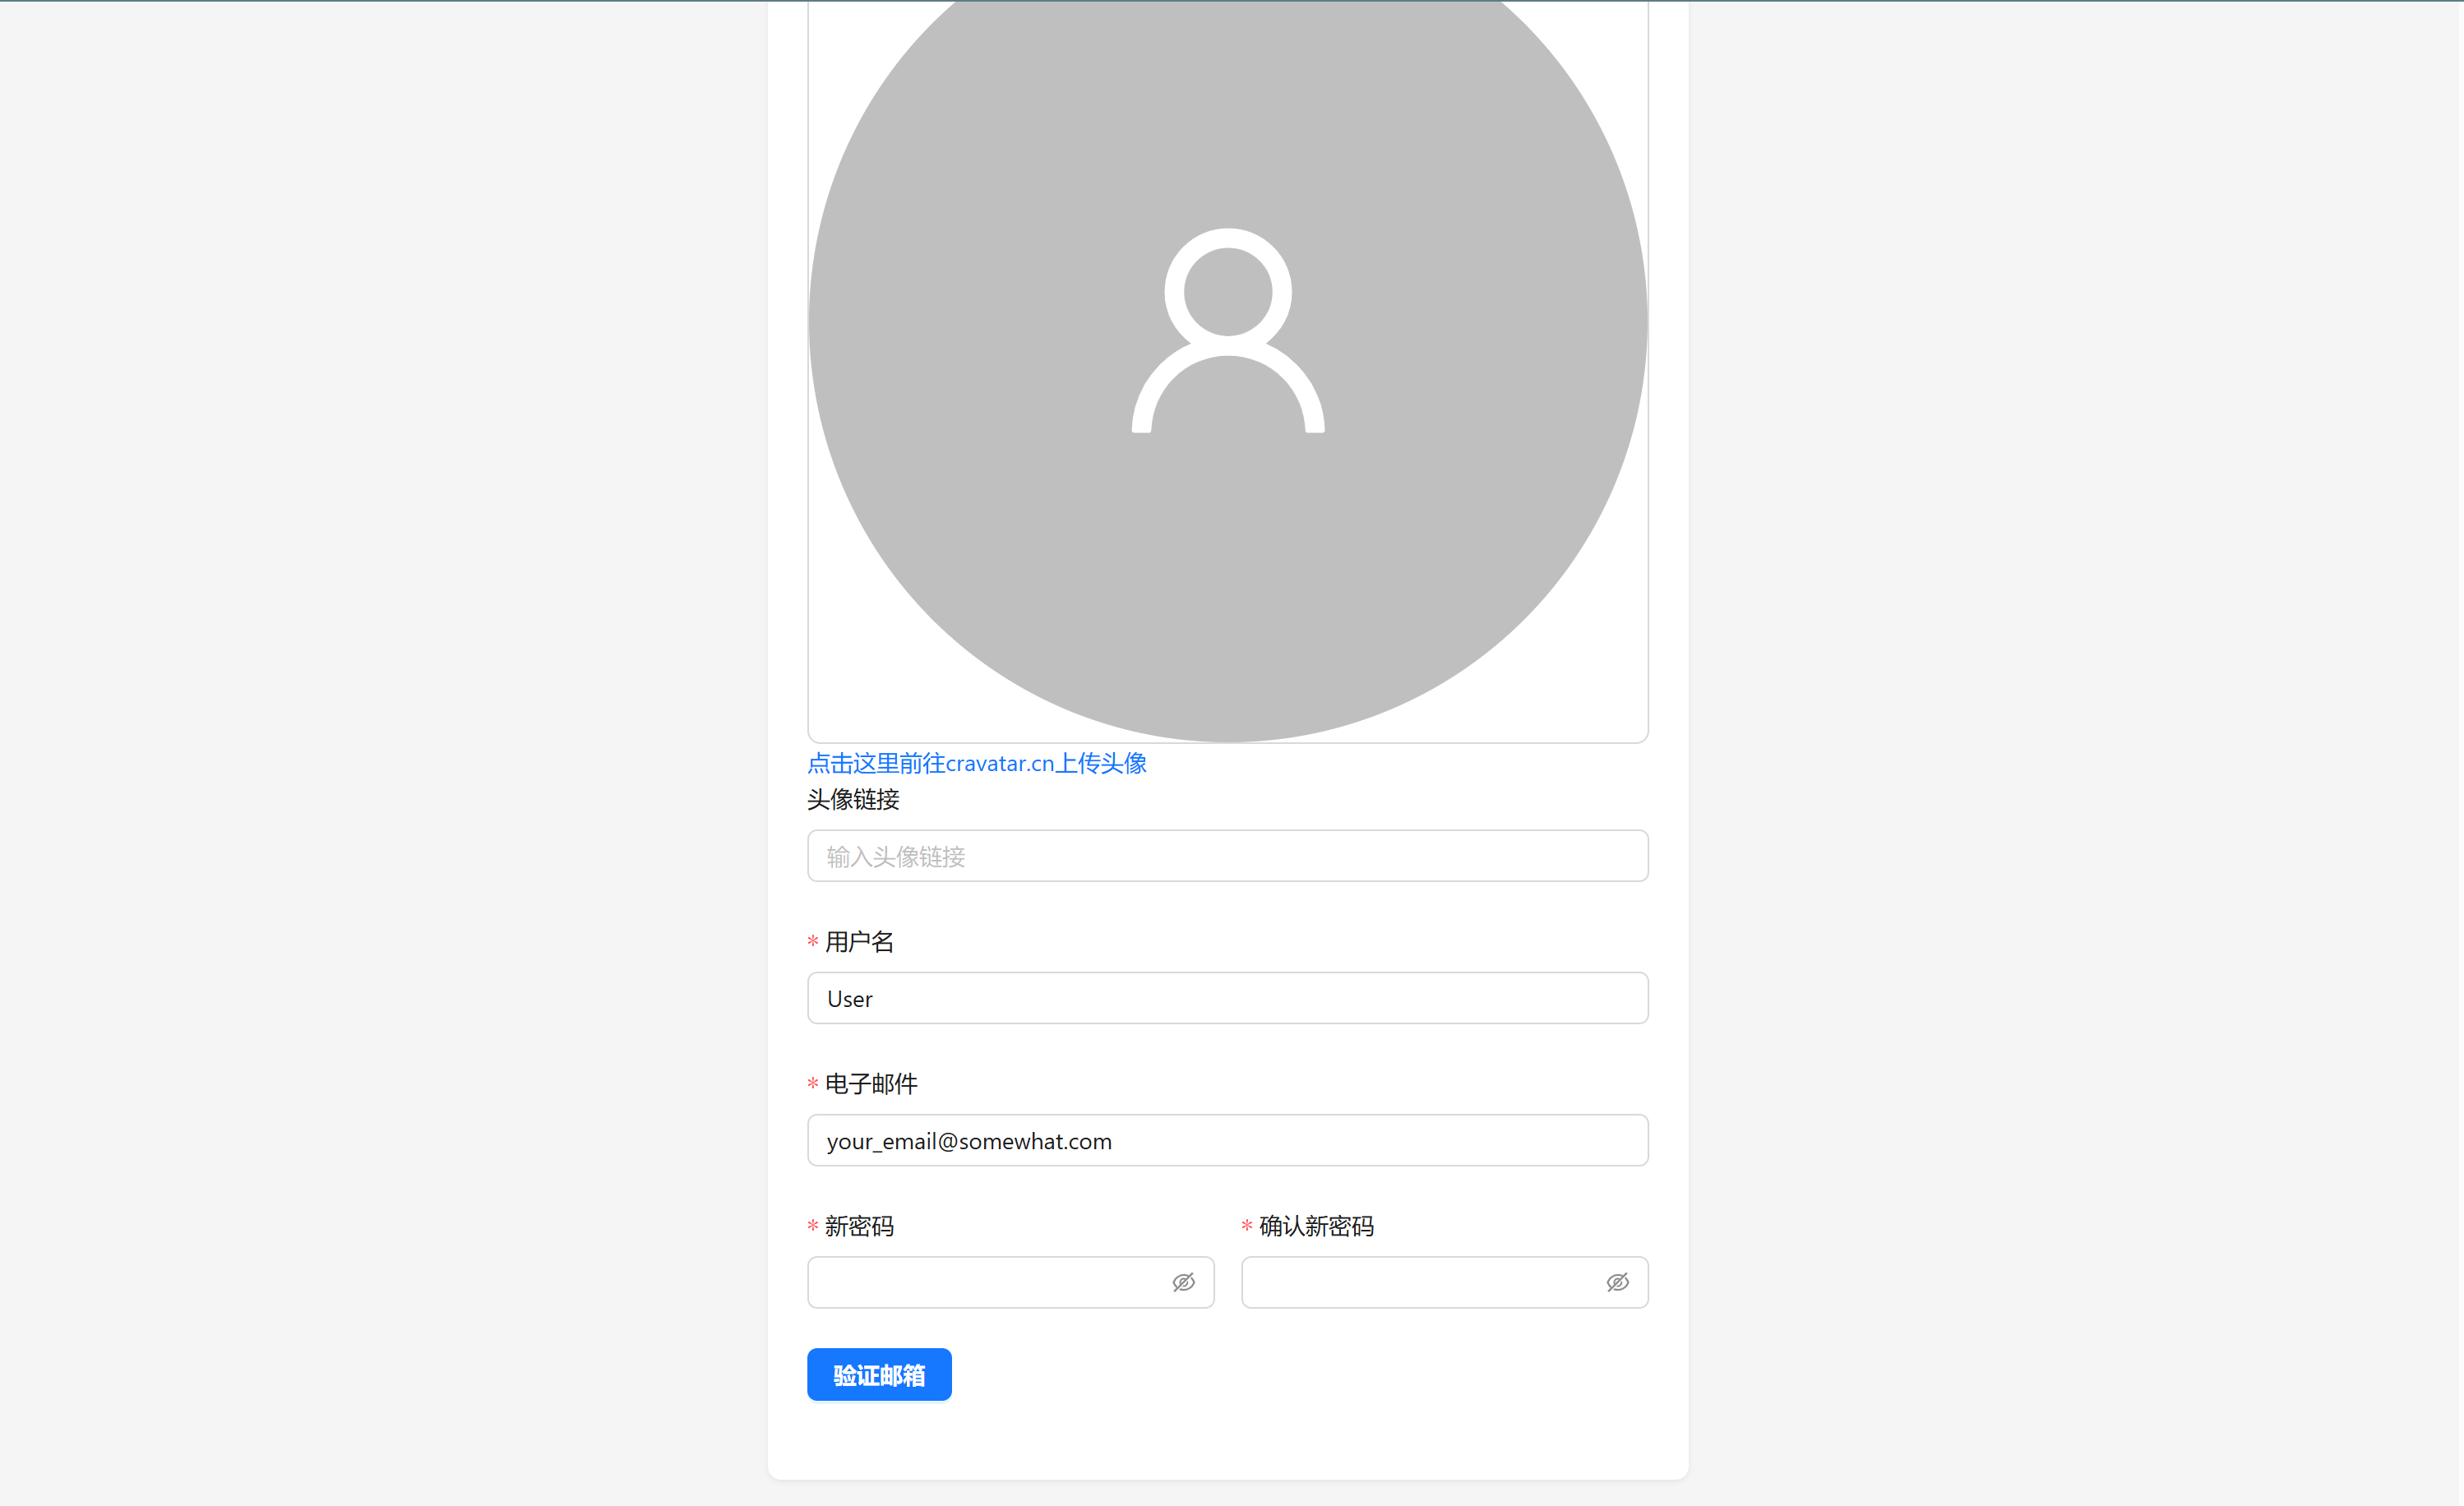 点击这里前往cravatar.cn上传头像
头像链接
输入头像链接
* 用户名
User
* 电子邮件
your_email@somewhat.com
* 新密码
* 确认新密码
验证邮箱